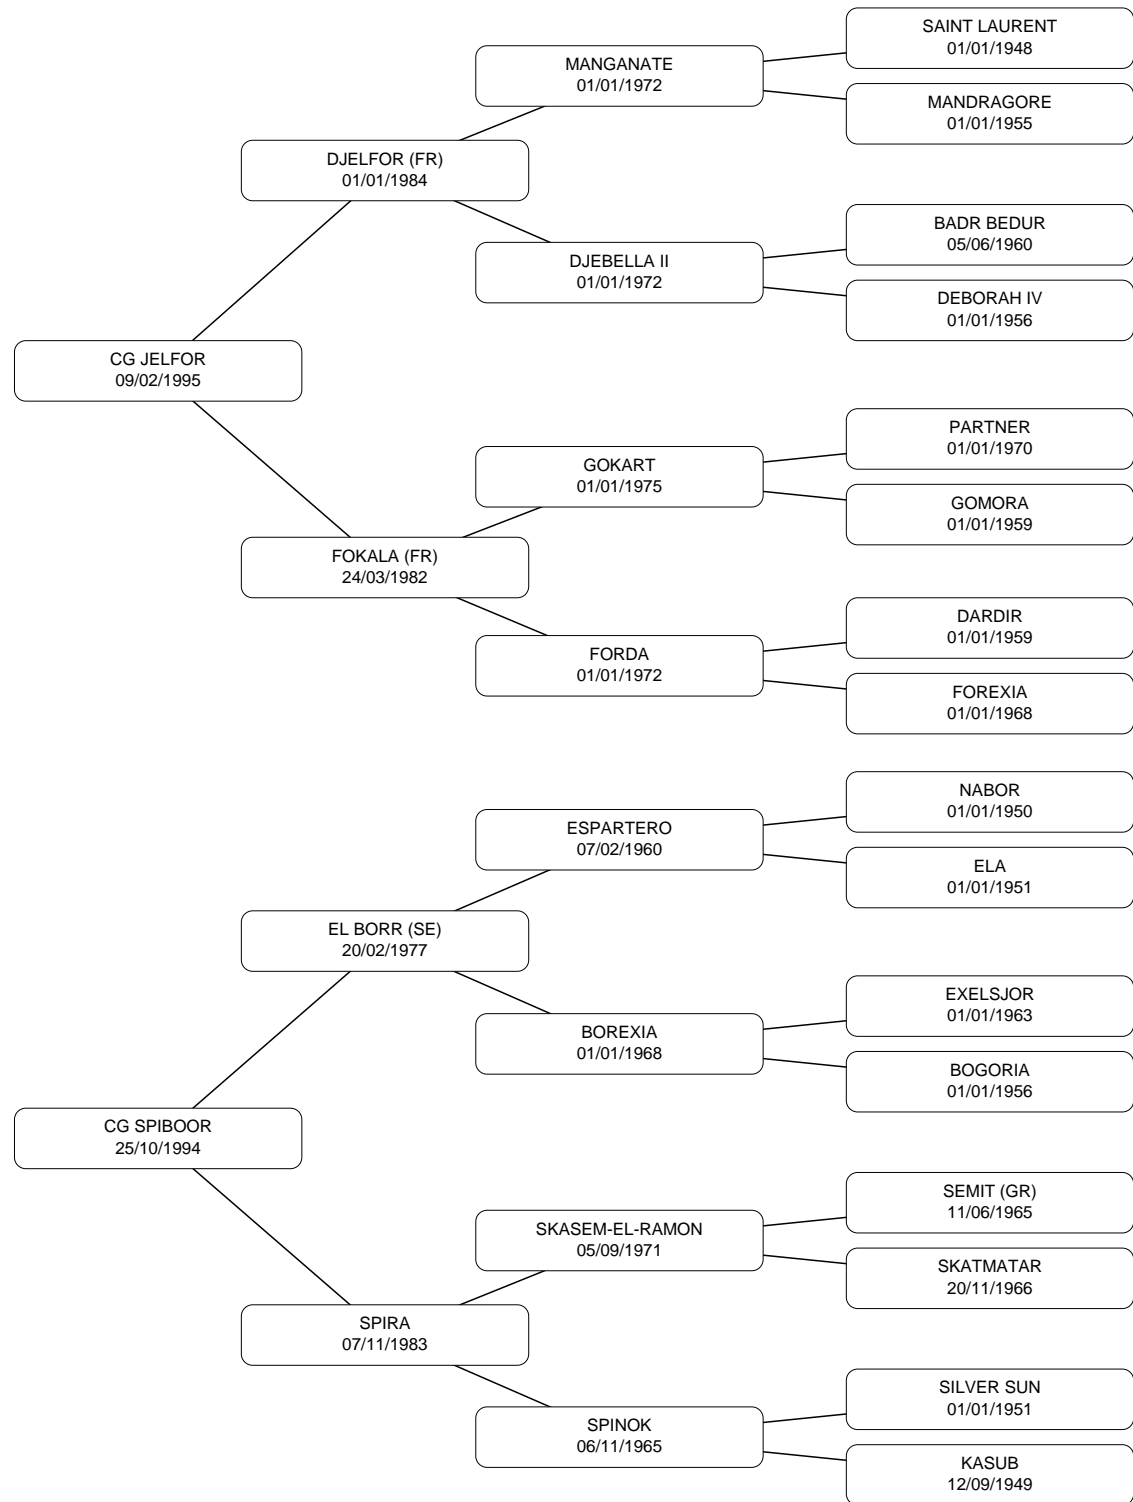 SAINT LAURENT
01/01/1948
MANGANATE
01/01/1972
MANDRAGORE
01/01/1955
DJELFOR (FR)
01/01/1984
BADR BEDUR
05/06/1960
DJEBELLA II
01/01/1972
DEBORAH IV
01/01/1956
CG JELFOR
09/02/1995
PARTNER
01/01/1970
GOKART
01/01/1975
GOMORA
01/01/1959
FOKALA (FR)
24/03/1982
DARDIR
01/01/1959
FORDA
01/01/1972
FOREXIA
01/01/1968
NABOR
01/01/1950
ESPARTERO
07/02/1960
ELA
01/01/1951
EL BORR (SE)
20/02/1977
EXELSJOR
01/01/1963
BOREXIA
01/01/1968
BOGORIA
01/01/1956
CG SPIBOOR
25/10/1994
SEMIT (GR)
11/06/1965
SKASEM-EL-RAMON
05/09/1971
SKATMATAR
20/11/1966
SPIRA
07/11/1983
SILVER SUN
01/01/1951
SPINOK
06/11/1965
KASUB
12/09/1949